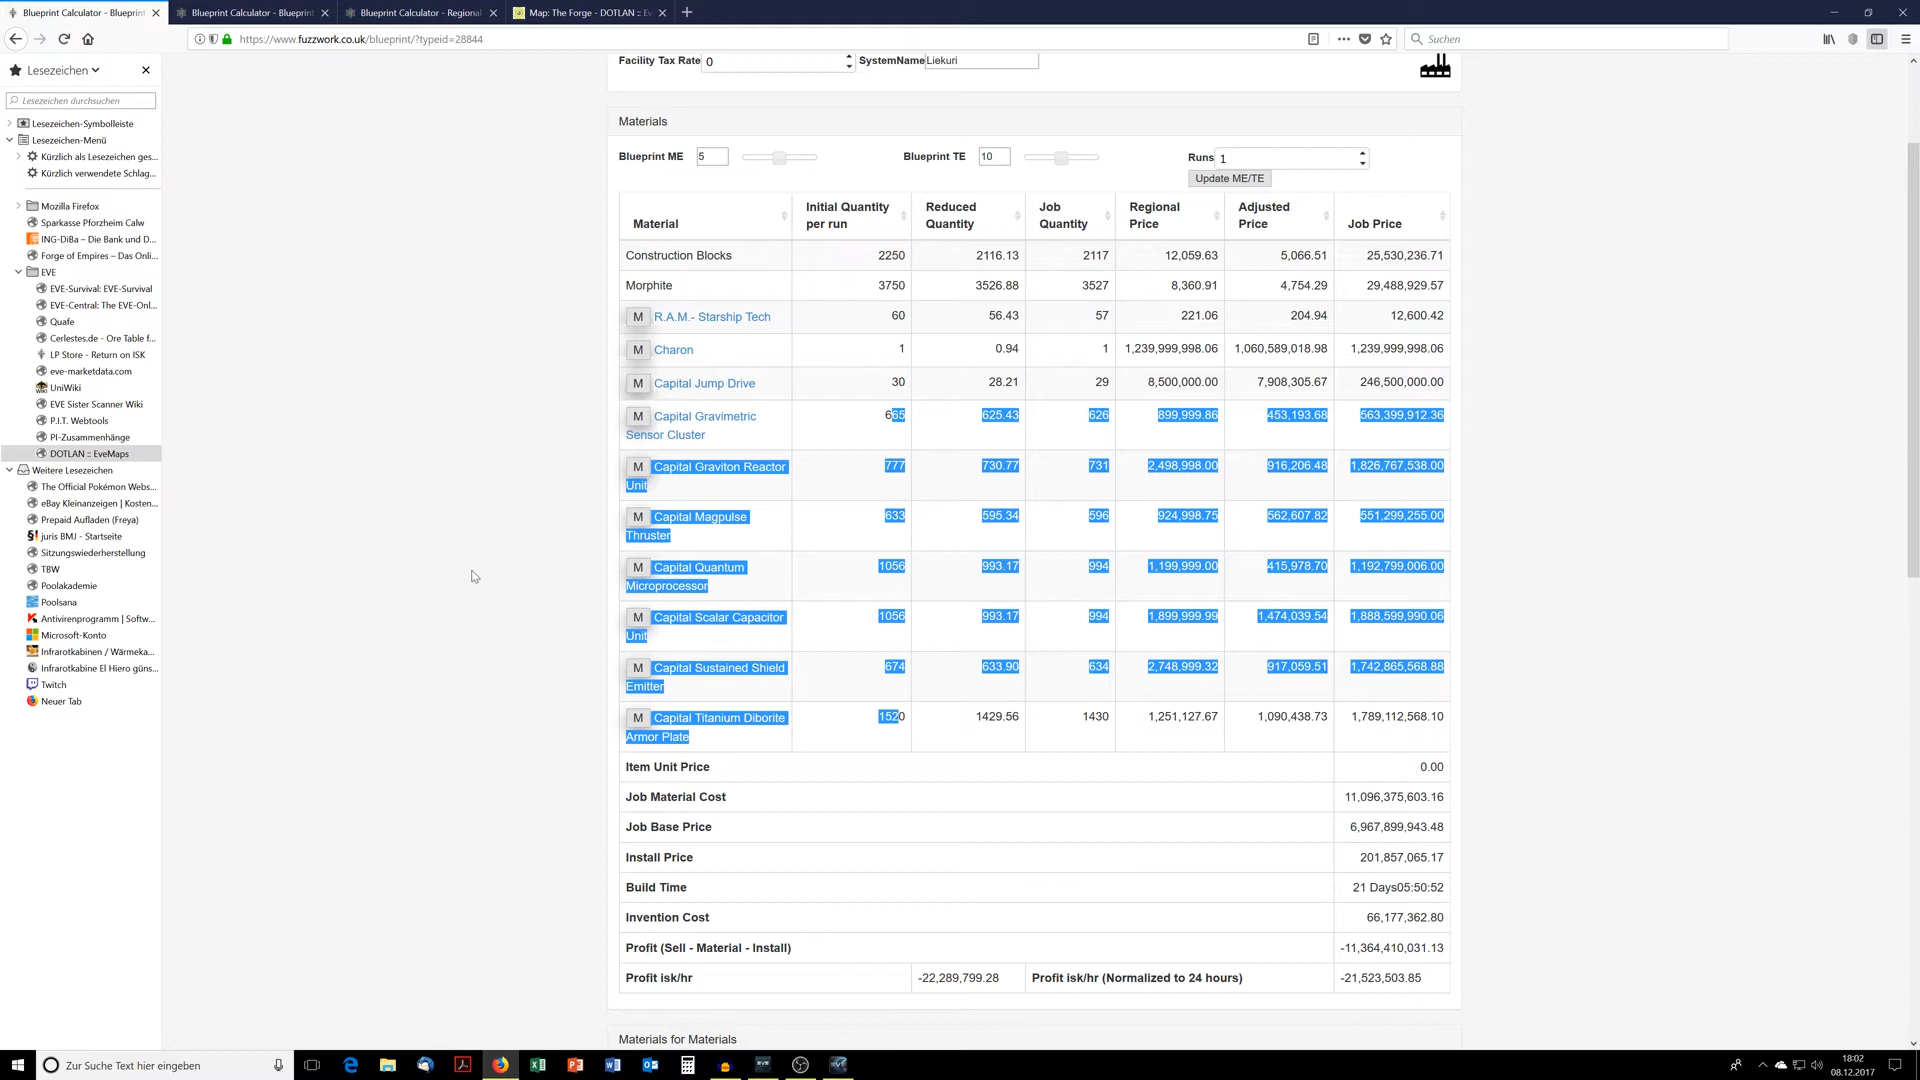 Blueprint Calculator - Blueprint
Blueprint Calculator - Blueprint
Blueprint Calculator - Regional
Map: The Forge - DOTLAN :: Ev
https://www.fuzzwork.co.uk/blueprint/?typeid=28844
Suchen
Lesezeichen
Lesezeichen durchsuchen
Lesezeichen-Symbolleiste
Lesezeichen-Menü
Kürzlich als Lesezeichen ges...
Kürzlich verwendete Schlag...
Mozilla Firefox
Sparkasse Pforzheim Calw
ING-DiBa – Die Bank und D...
Forge of Empires – Das Onli...
EVE
EVE-Survival: EVE-Survival
EVE-Central: The EVE-Onl...
Quafe
Cerlestes.de - Ore Table f...
LP Store - Return on ISK
eve-marketdata.com
UniWiki
EVE Sister Scanner Wiki
P.I.T. Webtools
PI-Zusammenhänge
DOTLAN :: EveMaps
Weitere Lesezeichen
The Official Pokémon Webs...
eBay Kleinanzeigen | Kosten...
Prepaid Aufladen (Freya)
juris BMJ - Startseite
Sitzungswiederherstellung
TBW
Poolakademie
Poolsana
Antivirenprogramm | Softw...
Microsoft-Konto
Infrarotkabinen / Wärmeka...
Infrarotkabine El Hiero güns...
Twitch
Neuer Tab
Facility Tax Rate 0 SystemName Liekuri
Materials
Blueprint ME 5 Blueprint TE 10 Runs 1
Update ME/TE
Material Initial Quantity per run Reduced Quantity Job Quantity Regional Price Adjusted Price Job Price
Construction Blocks 2250 2116.13 2117 12,059.63 5,066.51 25,530,236.71
Morphite 3750 3526.88 3527 8,360.91 4,754.29 29,488,929.57
M R.A.M.- Starship Tech 60 56.43 57 221.06 204.94 12,600.42
M Charon 1 0.94 1 1,239,999,998.06 1,060,589,018.98 1,239,999,998.06
M Capital Jump Drive 30 28.21 29 8,500,000.00 7,908,305.67 246,500,000.00
M Capital Gravimetric Sensor Cluster 665 625.43 626 899,999.86 453,193.68 563,399,912.36
M Capital Graviton Reactor Unit 777 730.77 731 2,498,998.00 916,206.48 1,826,767,538.00
M Capital Magpulse Thruster 633 595.34 596 924,998.75 562,607.82 551,299,255.00
M Capital Quantum Microprocessor 1056 993.17 994 1,199,999.00 415,978.70 1,192,799,006.00
M Capital Scalar Capacitor Unit 1056 993.17 994 1,899,999.99 1,474,039.54 1,888,599,990.06
M Capital Sustained Shield Emitter 674 633.90 634 2,748,999.32 917,059.51 1,742,865,568.88
M Capital Titanium Diborite Armor Plate 1520 1429.56 1430 1,251,127.67 1,090,438.73 1,789,112,568.10
Item Unit Price 0.00
Job Material Cost 11,096,375,603.16
Job Base Price 6,967,899,943.48
Install Price 201,857,065.17
Build Time 21 Days05:50:52
Invention Cost 66,177,362.80
Profit (Sell - Material - Install) -11,364,410,031.13
Profit isk/hr -22,289,799.28 Profit isk/hr (Normalized to 24 hours) -21,523,503.85
Materials for Materials
Zur Suche Text hier eingeben
18:02
08.12.2017